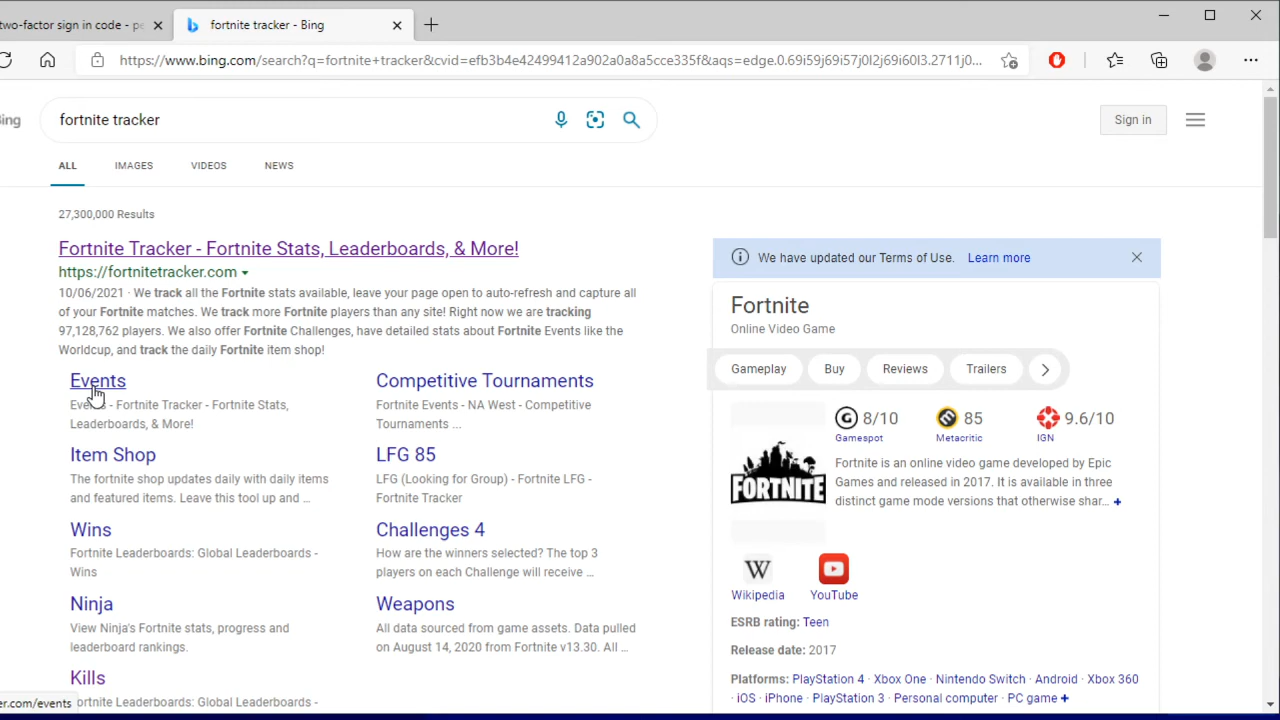 two-factor sign in code - pe
fortnite tracker - Bing
https://www.bing.com/search?q=fortnite+tracker&cvid=efb3b4e42499412a902a0a8a5cce335f&aqs=edge.0.69i59j69i57j0l2j69i60l3.2711j0...
Bing
fortnite tracker
Sign in
ALL
IMAGES
VIDEOS
NEWS
27,300,000 Results
Fortnite Tracker - Fortnite Stats, Leaderboards, & More!
https://fortnitetracker.com
10/06/2021 · We track all the Fortnite stats available, leave your page open to auto-refresh and capture all
of your Fortnite matches. We track more Fortnite players than any site! Right now we are tracking
97,128,762 players. We also offer Fortnite Challenges, have detailed stats about Fortnite Events like the
Worldcup, and track the daily Fortnite item shop!
Events
Events - Fortnite Tracker - Fortnite Stats,
Leaderboards, & More!
Competitive Tournaments
Fortnite Events - NA West - Competitive
Tournaments ...
Item Shop
The fortnite shop updates daily with daily items
and featured items. Leave this tool up and ...
LFG 85
LFG (Looking for Group) - Fortnite LFG -
Fortnite Tracker
Wins
Fortnite Leaderboards: Global Leaderboards -
Wins
Challenges 4
How are the winners selected? The top 3
players on each Challenge will receive ...
Ninja
View Ninja's Fortnite stats, progress and
leaderboard rankings.
Weapons
All data sourced from game assets. Data pulled
on August 14, 2020 from Fortnite v13.30. All ...
Kills
Fortnite Leaderboards: Global Leaderboards -
er.com/events
We have updated our Terms of Use. Learn more
Fortnite
Online Video Game
Gameplay
Buy
Reviews
Trailers
8/10
Gamespot
85
Metacritic
9.6/10
IGN
FORTNITE
Fortnite is an online video game developed by Epic
Games and released in 2017. It is available in three
distinct game mode versions that otherwise shar... +
W
Wikipedia
YouTube
ESRB rating: Teen
Release date: 2017
Platforms: PlayStation 4 · Xbox One · Nintendo Switch · Android · Xbox 360
· iOS · iPhone · PlayStation 3 · Personal computer · PC game +